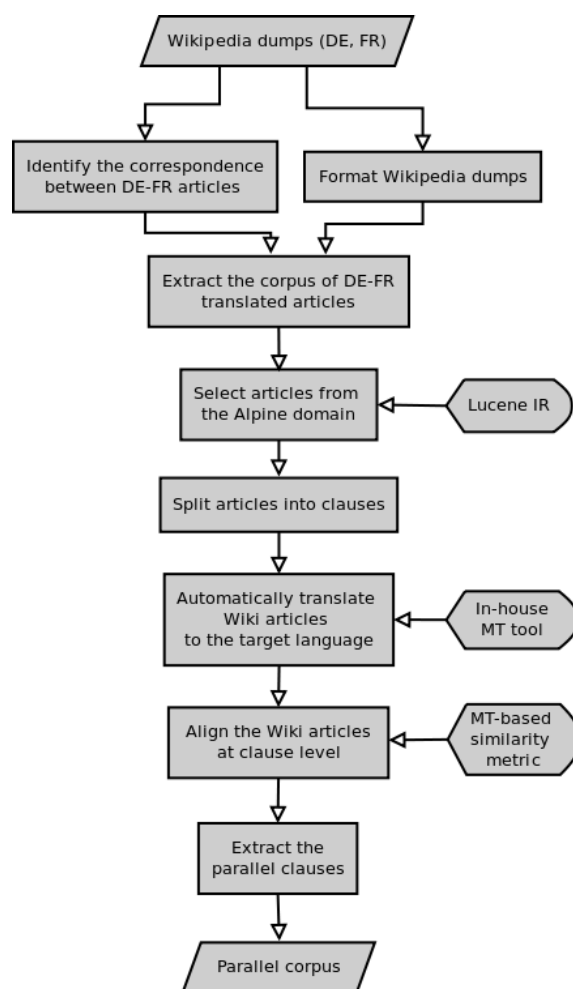 Wikipedia dumps (DE, FR)
Identify the correspondence
between DE-FR articles
Format Wikipedia dumps
Extract the corpus of DE-FR
translated articles
Select articles from
the Alpine domain
Lucene IR
Split articles into clauses
Automatically translate
Wiki articles
to the target language
In-house
MT tool
Align the Wiki articles
at clause level
MT-based
similarity
metric
Extract the
parallel clauses
Parallel corpus